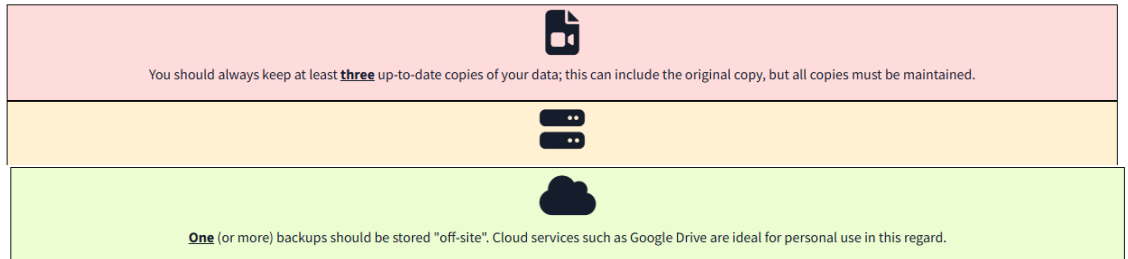 You should always keep at least three up-to-date copies of your data; this can include the original copy, but all copies must be maintained.
One (or more) backups should be stored "off-site". Cloud services such as Google Drive are ideal for personal use in this regard.